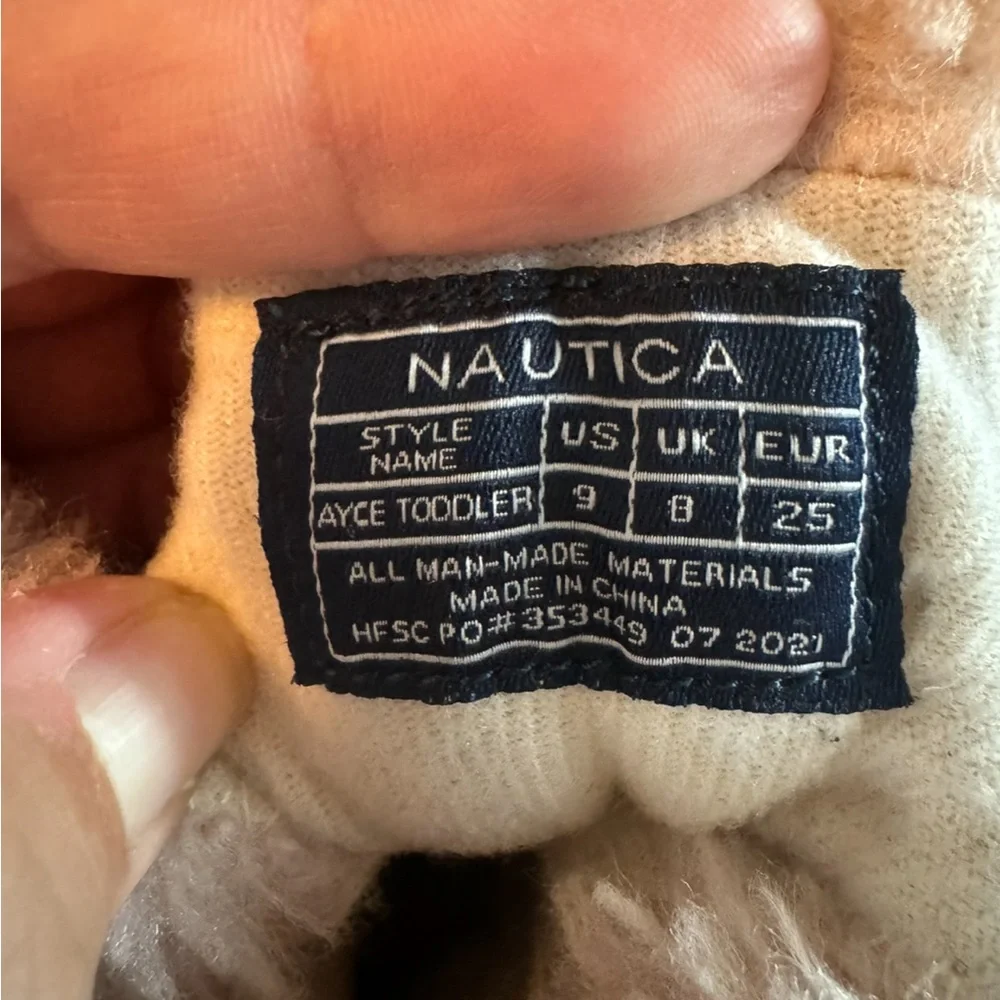 NAUTICA
STYLE NAME US UK EUR
AYCE TODDLER 9 8 25
ALL MAN-MADE MATERIALS
MADE IN CHINA
HFSC PO# 353449 07 2021